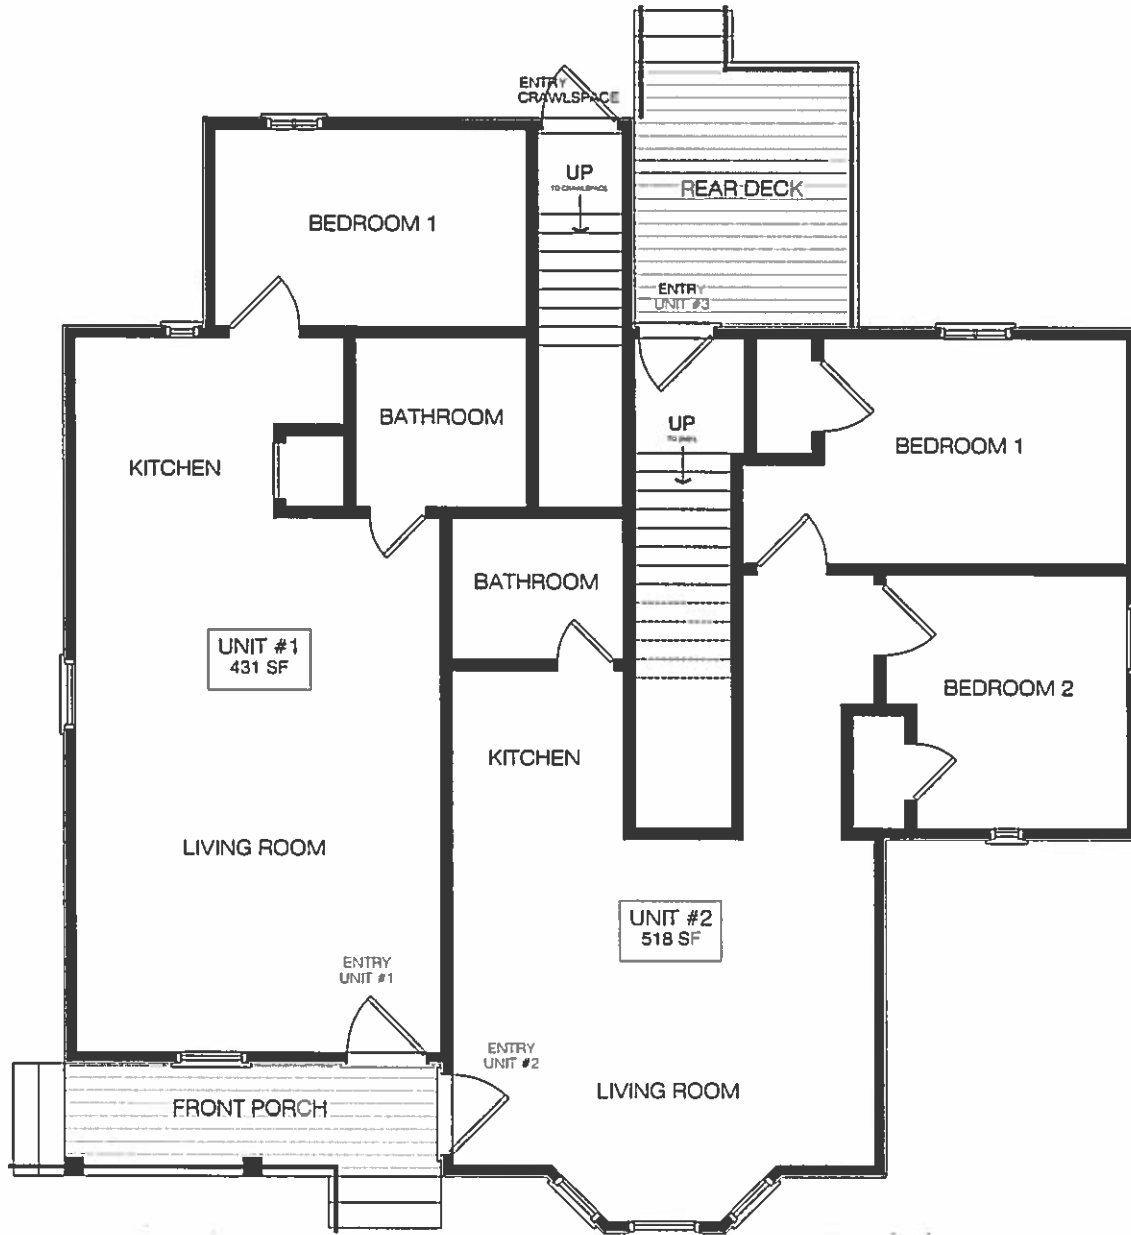 ENTRY
CRAWLSPACE
UP
TO CRAWLSPACE
REAR DECK
BEDROOM 1
ENTRY
UNIT #3
BATHROOM
UP
BEDROOM 1
KITCHEN
BATHROOM
UNIT #1
431 SF
BEDROOM 2
KITCHEN
LIVING ROOM
UNIT #2
518 SF
ENTRY
UNIT #1
ENTRY
UNIT #2
LIVING ROOM
FRONT PORCH